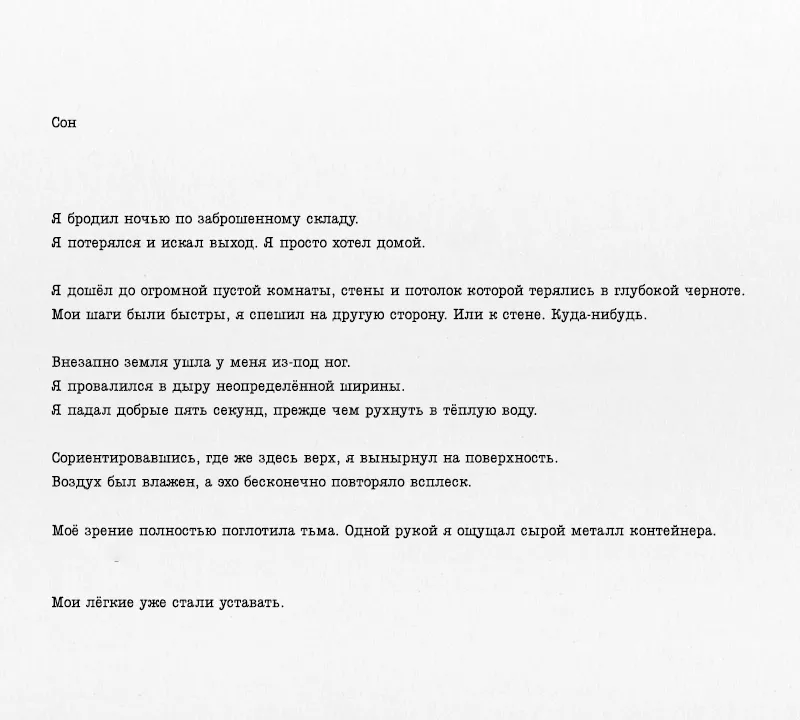 Сон
Я бродил ночью по заброшенному складу.
Я потерялся и искал выход. Я просто хотел домой.
Я дошёл до огромной пустой комнаты, стены и потолок которой терялись в глубокой черноте.
Мои шаги были быстры, я спешил на другую сторону. Или к стене. Куда-нибудь.
Внезапно земля ушла у меня из-под ног.
Я провалился в дыру неопределённой ширины.
Я падал добрые пять секунд, прежде чем рухнуть в тёплую воду.
Сориентировавшись, где же здесь верх, я вынырнул на поверхность.
Воздух был влажен, а эхо бесконечно повторяло всплеск.
Моё зрение полностью поглотила тьма. Одной рукой я ощущал сырой металл контейнера.
Мои лёгкие уже стали уставать.